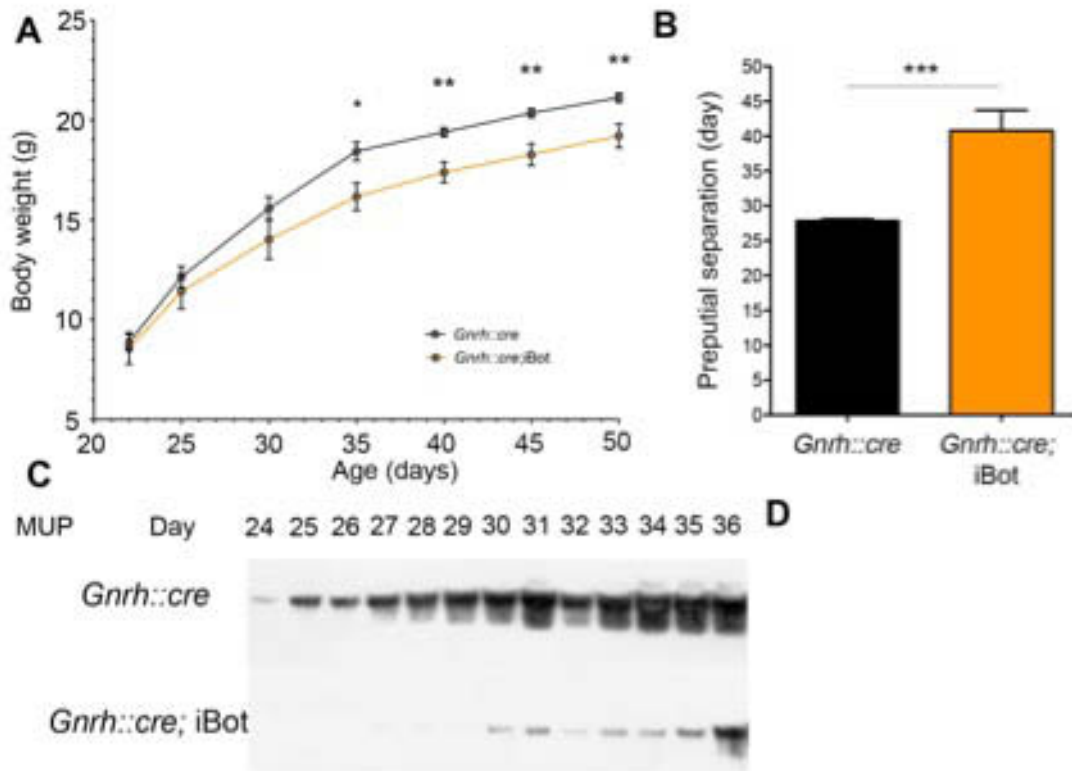 A
Body weight (g)
25
20
15
10
5
*
**
**
**
Gnrh::cre
Gnrh::cre;iBot
20 25 30 35 40 45 50
Age (days)
B
Preputial separation (day)
50
45
40
35
30
25
20
15
10
5
0
***
Gnrh::cre
Gnrh::cre;
iBot
C
MUP Day 24 25 26 27 28 29 30 31 32 33 34 35 36
Gnrh::cre
Gnrh::cre; iBot
D